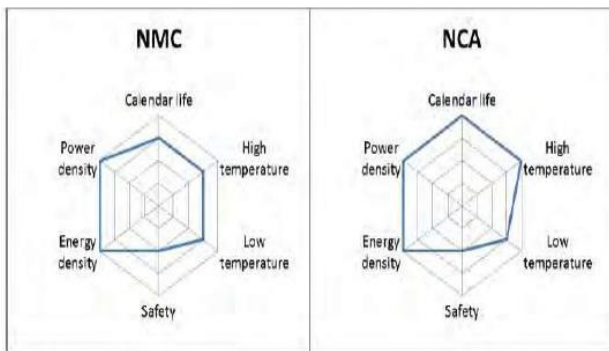 NMC
Calendar life
Power
density
High
temperature
Energy
density
Low
temperature
Safety
NCA
Calendar life
Power
density
High
temperature
Energy
density
Low
temperature
Safety